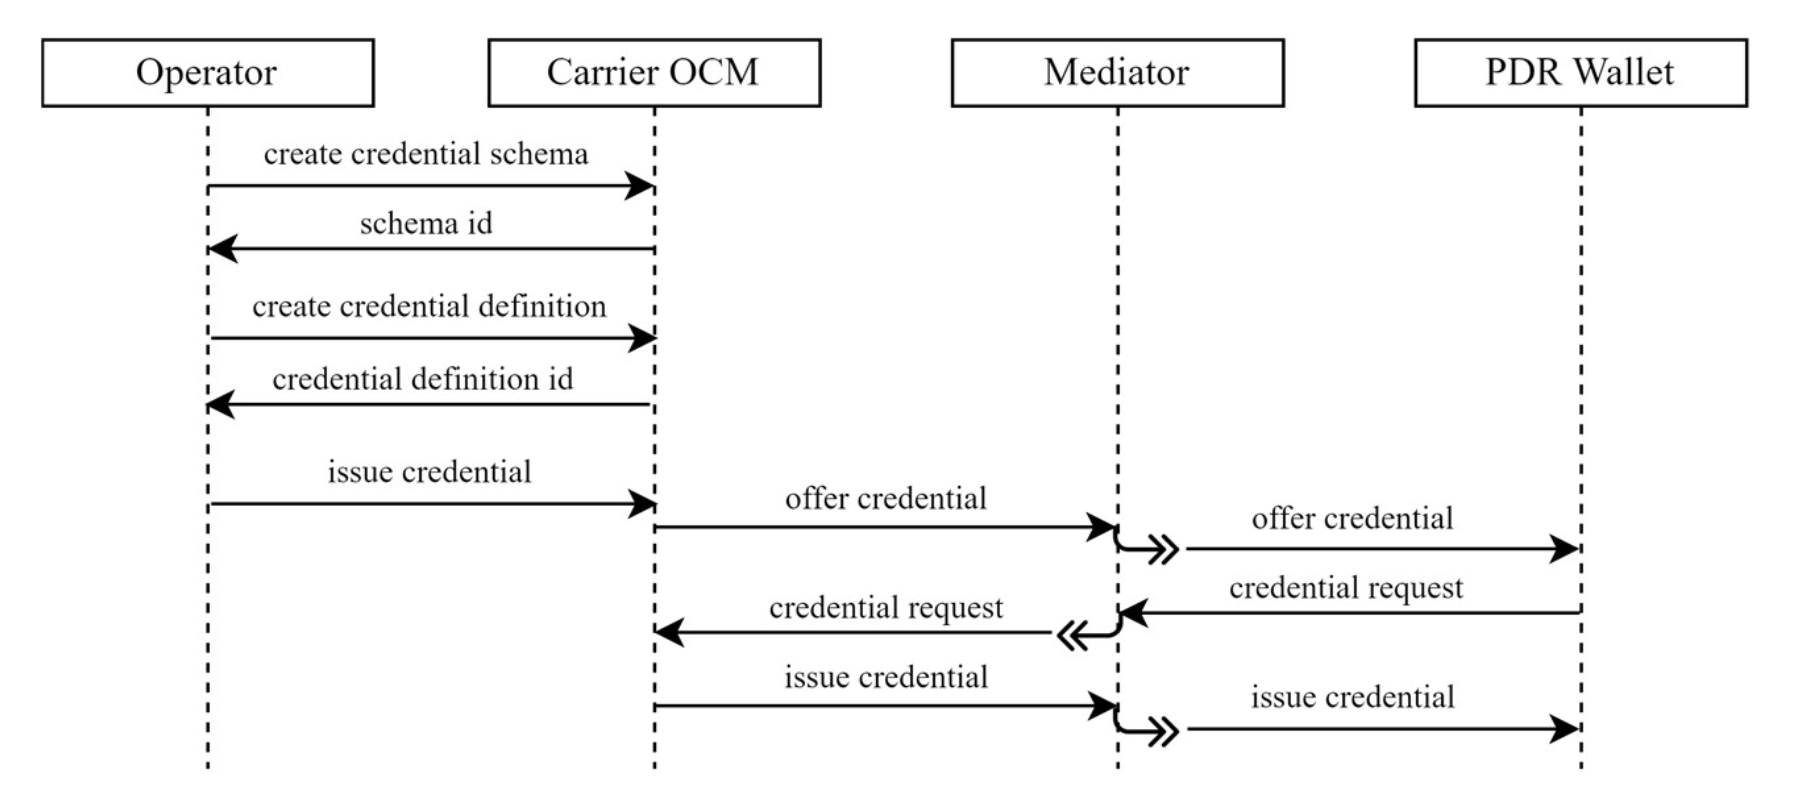 Operator
Carrier OCM
Mediator
PDR Wallet
create credential schema
schema id
create credential definition
credential definition id
issue credential
offer credential
offer credential
credential request
credential request
issue credential
issue credential